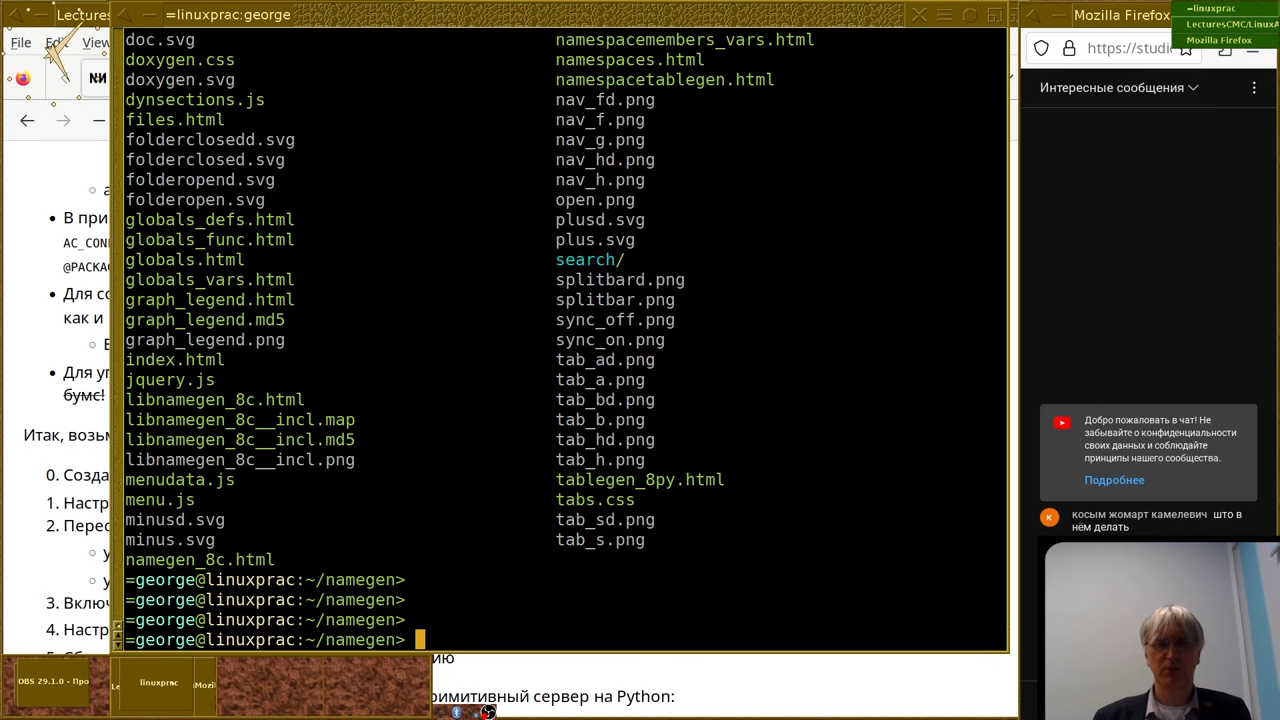 Lectures
=linuxprac:george
Mozilla Firefox
=linuxprac
LecturesCMC/LinuxA
Mozilla Firefox
File
Edit
View
https://studi
Интересные сообщения
doc.svg
doxygen.css
doxygen.svg
dynsections.js
files.html
folderclosedd.svg
folderclosed.svg
folderopend.svg
folderopen.svg
globals_defs.html
globals_func.html
globals.html
globals_vars.html
graph_legend.html
graph_legend.md5
graph_legend.png
index.html
jquery.js
libnamegen_8c.html
libnamegen_8c__incl.map
libnamegen_8c__incl.md5
libnamegen_8c__incl.png
menudata.js
menu.js
minusd.svg
minus.svg
namegen_8c.html
namespacemembers_vars.html
namespaces.html
namespacetablegen.html
nav_fd.png
nav_f.png
nav_g.png
nav_hd.png
nav_h.png
open.png
plusd.svg
plus.svg
search/
splitbard.png
splitbar.png
sync_off.png
sync_on.png
tab_ad.png
tab_a.png
tab_bd.png
tab_b.png
tab_hd.png
tab_h.png
tablegen_8py.html
tabs.css
tab_sd.png
tab_s.png
=george@linuxprac:~/namegen>
=george@linuxprac:~/namegen>
=george@linuxprac:~/namegen>
=george@linuxprac:~/namegen>
В при
AC_CON
@PACKA
Для со
как и
Для уп
бумс!
Итак, возьм
0. Созда
1. Настр
2. Перес
3. Включ
4. Настр
ию
римитивный сервер на Python:
Добро пожаловать в чат! Не
забывайте о конфиденциальности
своих данных и соблюдайте
принципы нашего сообщества.
Подробнее
к
косым жомарт камелевич што в
нём делать
OBS 29.1.0 - Про
Le
linuxprac
Mozil